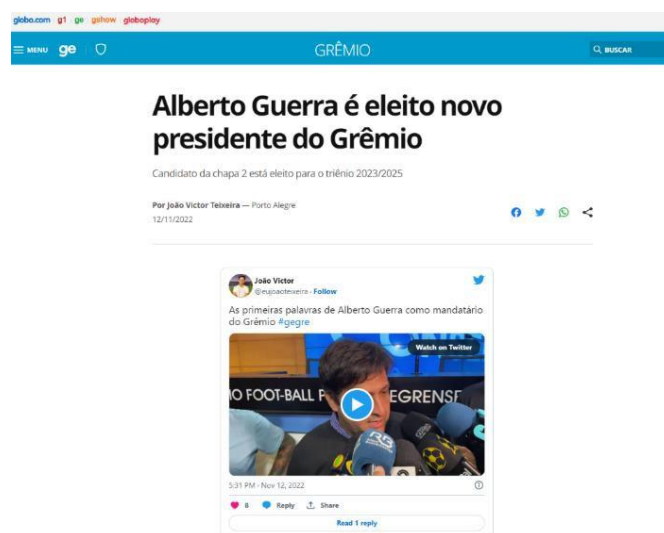 globo.com g1 ge gshow globoplay
MENU ge GRÊMIO BUSCAR
Alberto Guerra é eleito novo
presidente do Grêmio
Candidato da chapa 2 está eleito para o triênio 2023/2025
Por João Victor Teixeira — Porto Alegre
12/11/2022
João Victor
@eujoaoteixeira · Follow
As primeiras palavras de Alberto Guerra como mandatário
do Grêmio #gegre
Watch on Twitter
IO FOOT-BALL P EGRENSE
5:31 PM · Nov 12, 2022
8 Reply Share
Read 1 reply